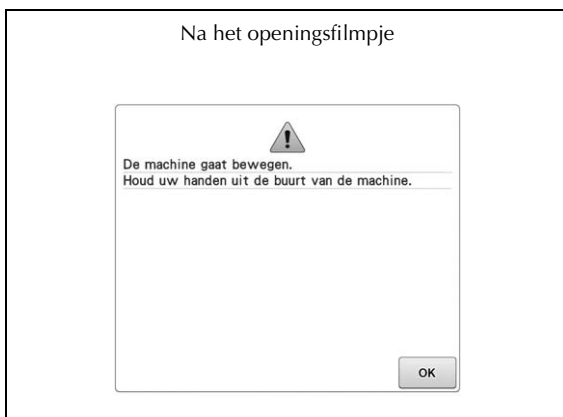 Na het openingsfilmpje
De machine gaat bewegen.
Houd uw handen uit de buurt van de machine.
OK